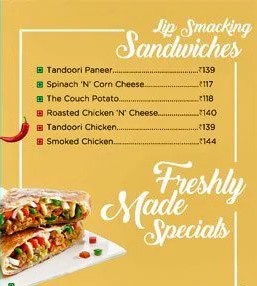 Lip Smacking
Sandwiches
Tandoori Paneer...........................₹139
Spinach 'N' Corn Cheese.................₹117
The Couch Potato..........................₹118
Roasted Chicken 'N' Cheese............₹140
Tandoori Chicken..........................₹139
Smoked Chicken............................₹144
Freshly
Made
Specials